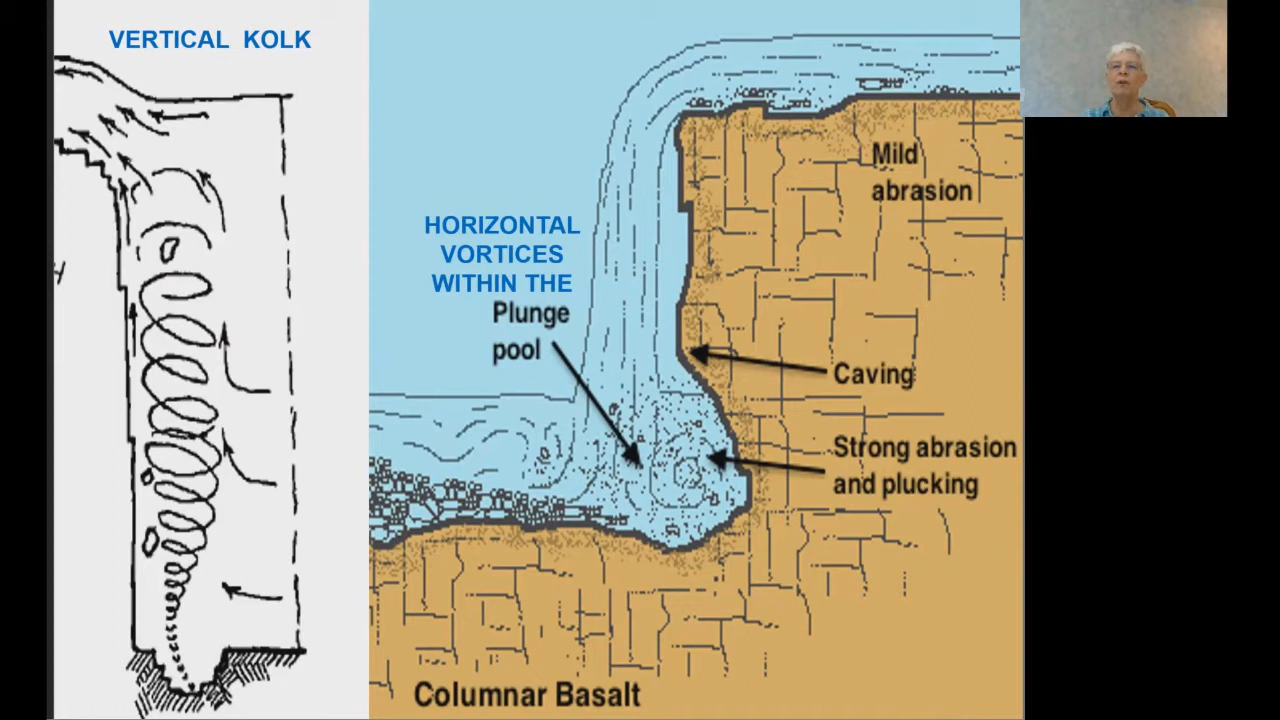 VERTICAL KOLK
HORIZONTAL
VORTICES
WITHIN THE
Plunge
pool
Mild
abrasion
Caving
Strong abrasion
and plucking
Columnar Basalt